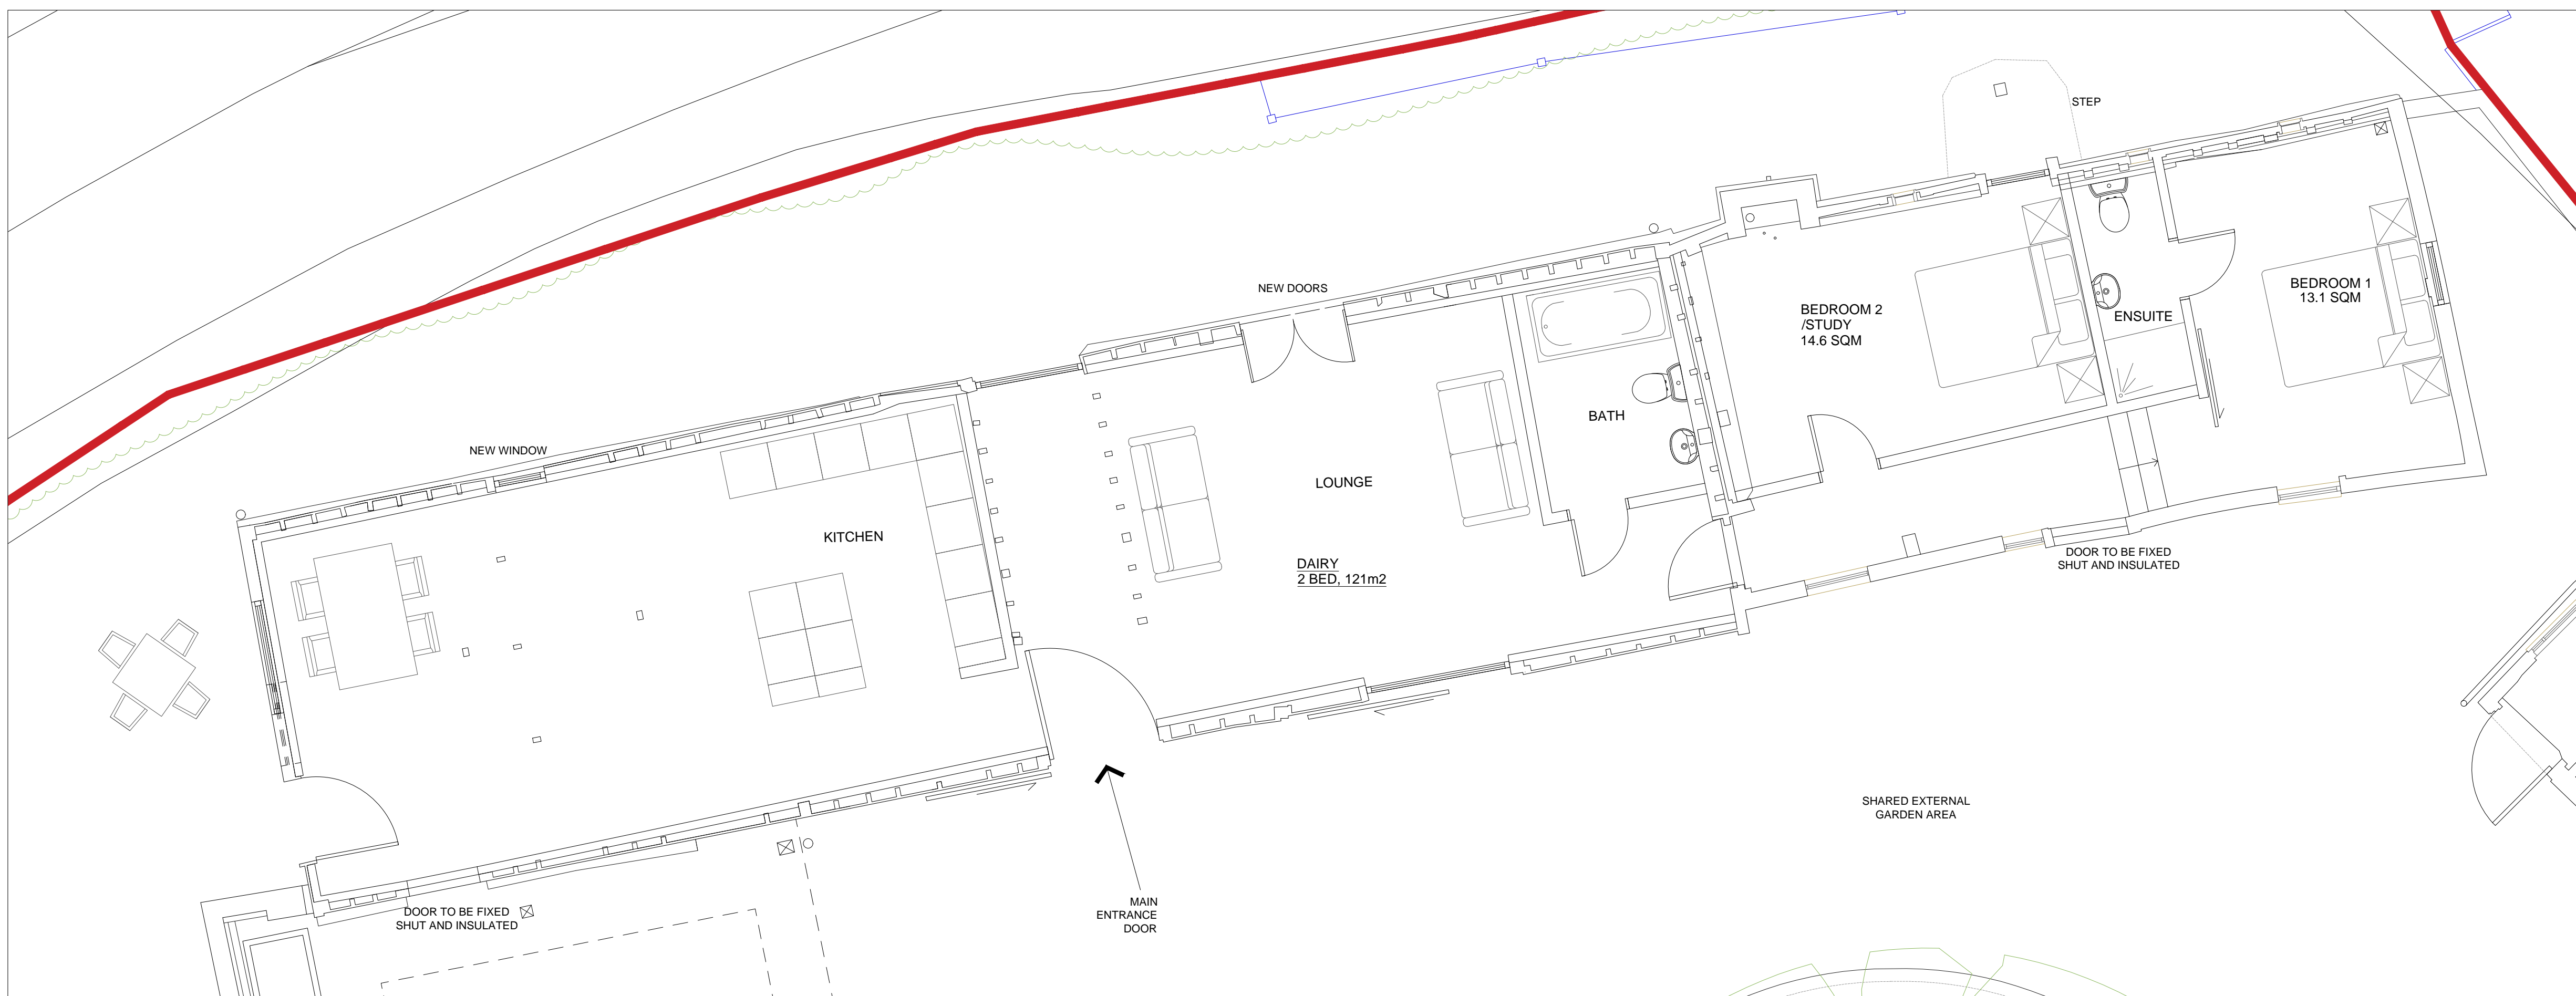 STEP
NEW DOORS
BEDROOM 1
13.1 SQM
BEDROOM 2
/STUDY
14.6 SQM
ENSUITE
BATH
NEW WINDOW
LOUNGE
KITCHEN
DAIRY
2 BED, 121m2
DOOR TO BE FIXED
SHUT AND INSULATED
SHARED EXTERNAL
GARDEN AREA
MAIN
ENTRANCE
DOOR
DOOR TO BE FIXED
SHUT AND INSULATED